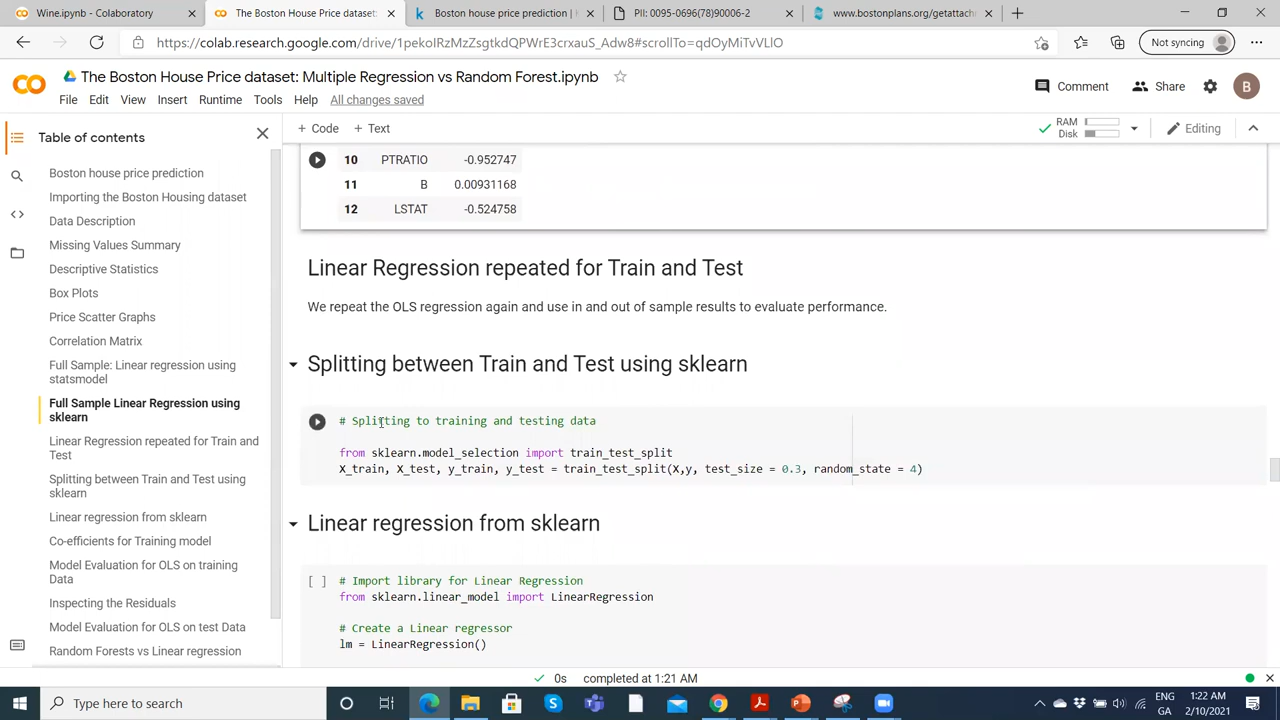 Wine.ipynb - Colaboratory
The Boston House Price dataset:
Boston house price prediction |
PII: 0095-0696(78)90006-2
www.bostonplans.org/getattachm
https://colab.research.google.com/drive/1pekoIRzMzZsgtkdQPWrE3crxauS_Adw8#scrollTo=qdOyMiTvVLlO
Not syncing
The Boston House Price dataset: Multiple Regression vs Random Forest.ipynb
File Edit View Insert Runtime Tools Help All changes saved
Comment
Share
B
Table of contents
+ Code + Text
RAM
Disk
Editing
Boston house price prediction
Importing the Boston Housing dataset
Data Description
Missing Values Summary
Descriptive Statistics
Box Plots
Price Scatter Graphs
Correlation Matrix
Full Sample: Linear regression using
statsmodel
Full Sample Linear Regression using
sklearn
Linear Regression repeated for Train and
Test
Splitting between Train and Test using
sklearn
Linear regression from sklearn
Co-efficients for Training model
Model Evaluation for OLS on training
Data
Inspecting the Residuals
Model Evaluation for OLS on test Data
Random Forests vs Linear regression
10 PTRATIO -0.952747
11 B 0.00931168
12 LSTAT -0.524758
Linear Regression repeated for Train and Test
We repeat the OLS regression again and use in and out of sample results to evaluate performance.
Splitting between Train and Test using sklearn
# Splitting to training and testing data
from sklearn.model_selection import train_test_split
X_train, X_test, y_train, y_test = train_test_split(X,y, test_size = 0.3, random_state = 4)
Linear regression from sklearn
[ ] # Import library for Linear Regression
from sklearn.linear_model import LinearRegression
# Create a Linear regressor
lm = LinearRegression()
0s completed at 1:21 AM
Type here to search
ENG
GA
1:22 AM
2/10/2021